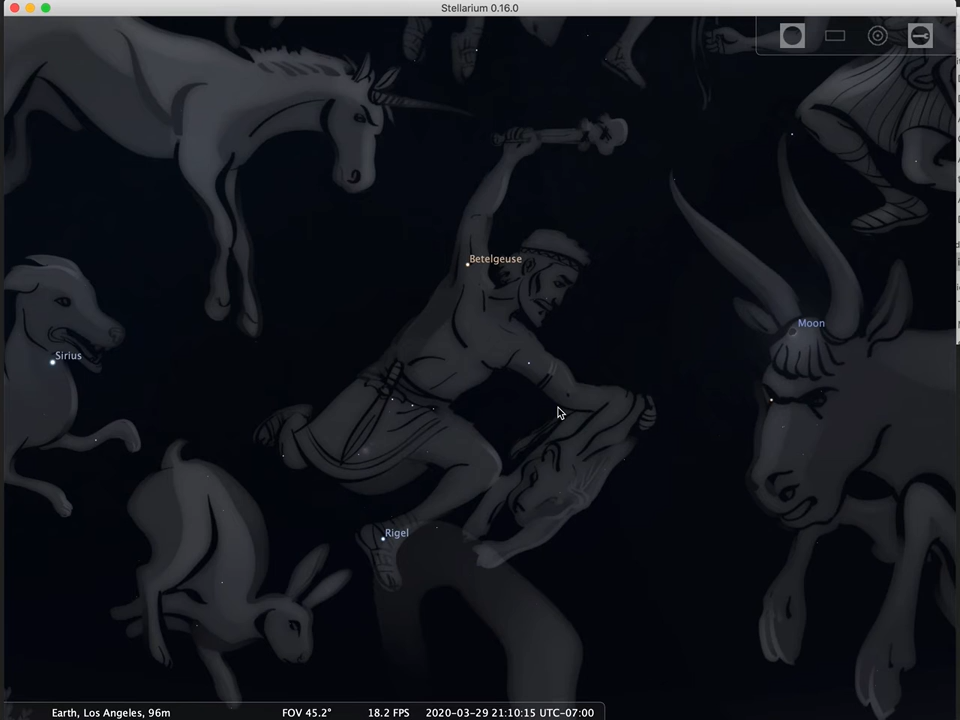 Stellarium 0.16.0
Betelgeuse
Moon
Sirius
Rigel
Earth, Los Angeles, 96m FOV 45.2° 18.2 FPS 2020-03-29 21:10:15 UTC-07:00